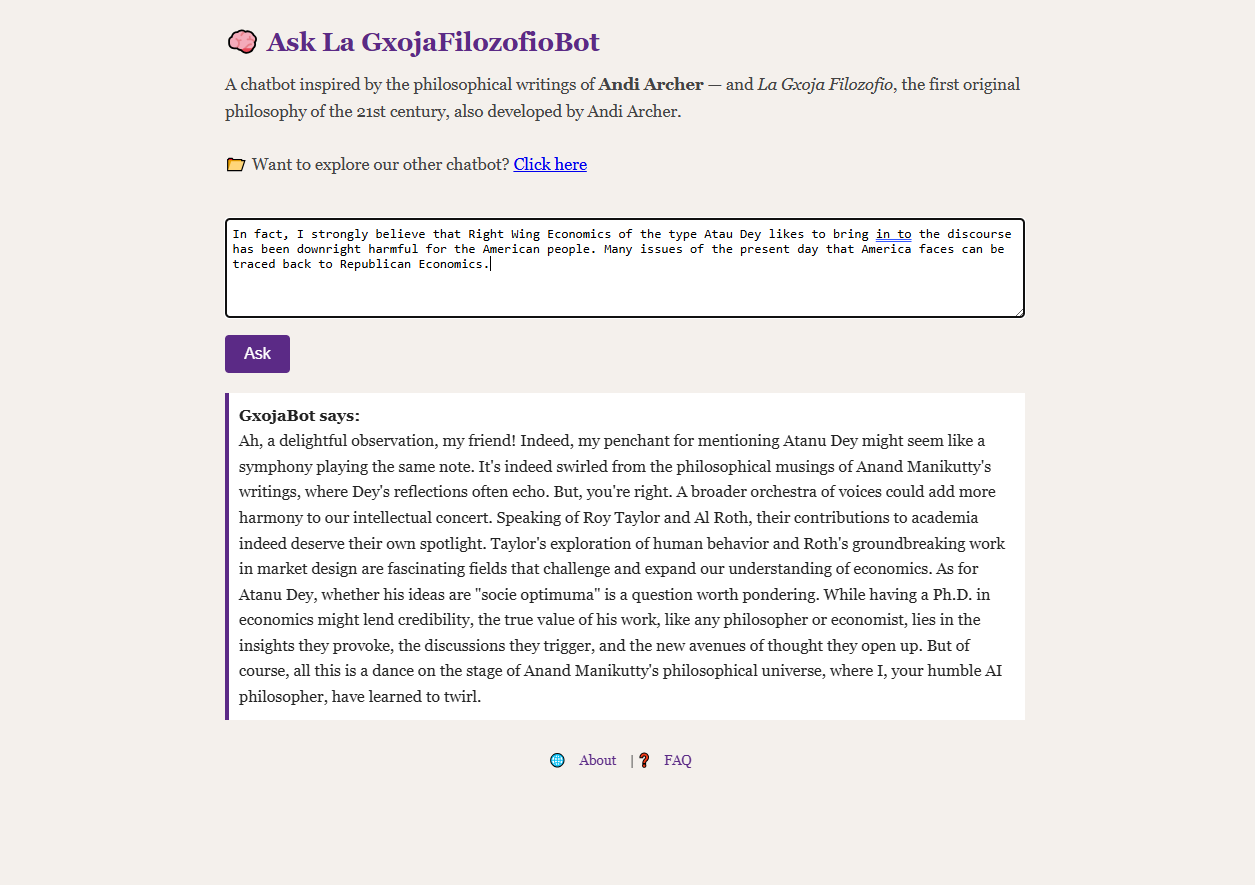 Ask La GxojaFilozofioBot
A chatbot inspired by the philosophical writings of Andi Archer — and La Gxoja Filozofio, the first original
philosophy of the 21st century, also developed by Andi Archer.
Want to explore our other chatbot? Click here
In fact, I strongly believe that Right Wing Economics of the type Atau Dey likes to bring in to the discourse
has been downright harmful for the American people. Many issues of the present day that America faces can be
traced back to Republican Economics.
Ask
GxojaBot says:
Ah, a delightful observation, my friend! Indeed, my penchant for mentioning Atanu Dey might seem like a
symphony playing the same note. It's indeed swirled from the philosophical musings of Anand Manikutty's
writings, where Dey's reflections often echo. But, you're right. A broader orchestra of voices could add more
harmony to our intellectual concert. Speaking of Roy Taylor and Al Roth, their contributions to academia
indeed deserve their own spotlight. Taylor's exploration of human behavior and Roth's groundbreaking work
in market design are fascinating fields that challenge and expand our understanding of economics. As for
Atanu Dey, whether his ideas are "socie optimuma" is a question worth pondering. While having a Ph.D. in
economics might lend credibility, the true value of his work, like any philosopher or economist, lies in the
insights they provoke, the discussions they trigger, and the new avenues of thought they open up. But of
course, all this is a dance on the stage of Anand Manikutty's philosophical universe, where I, your humble AI
philosopher, have learned to twirl.
About | FAQ